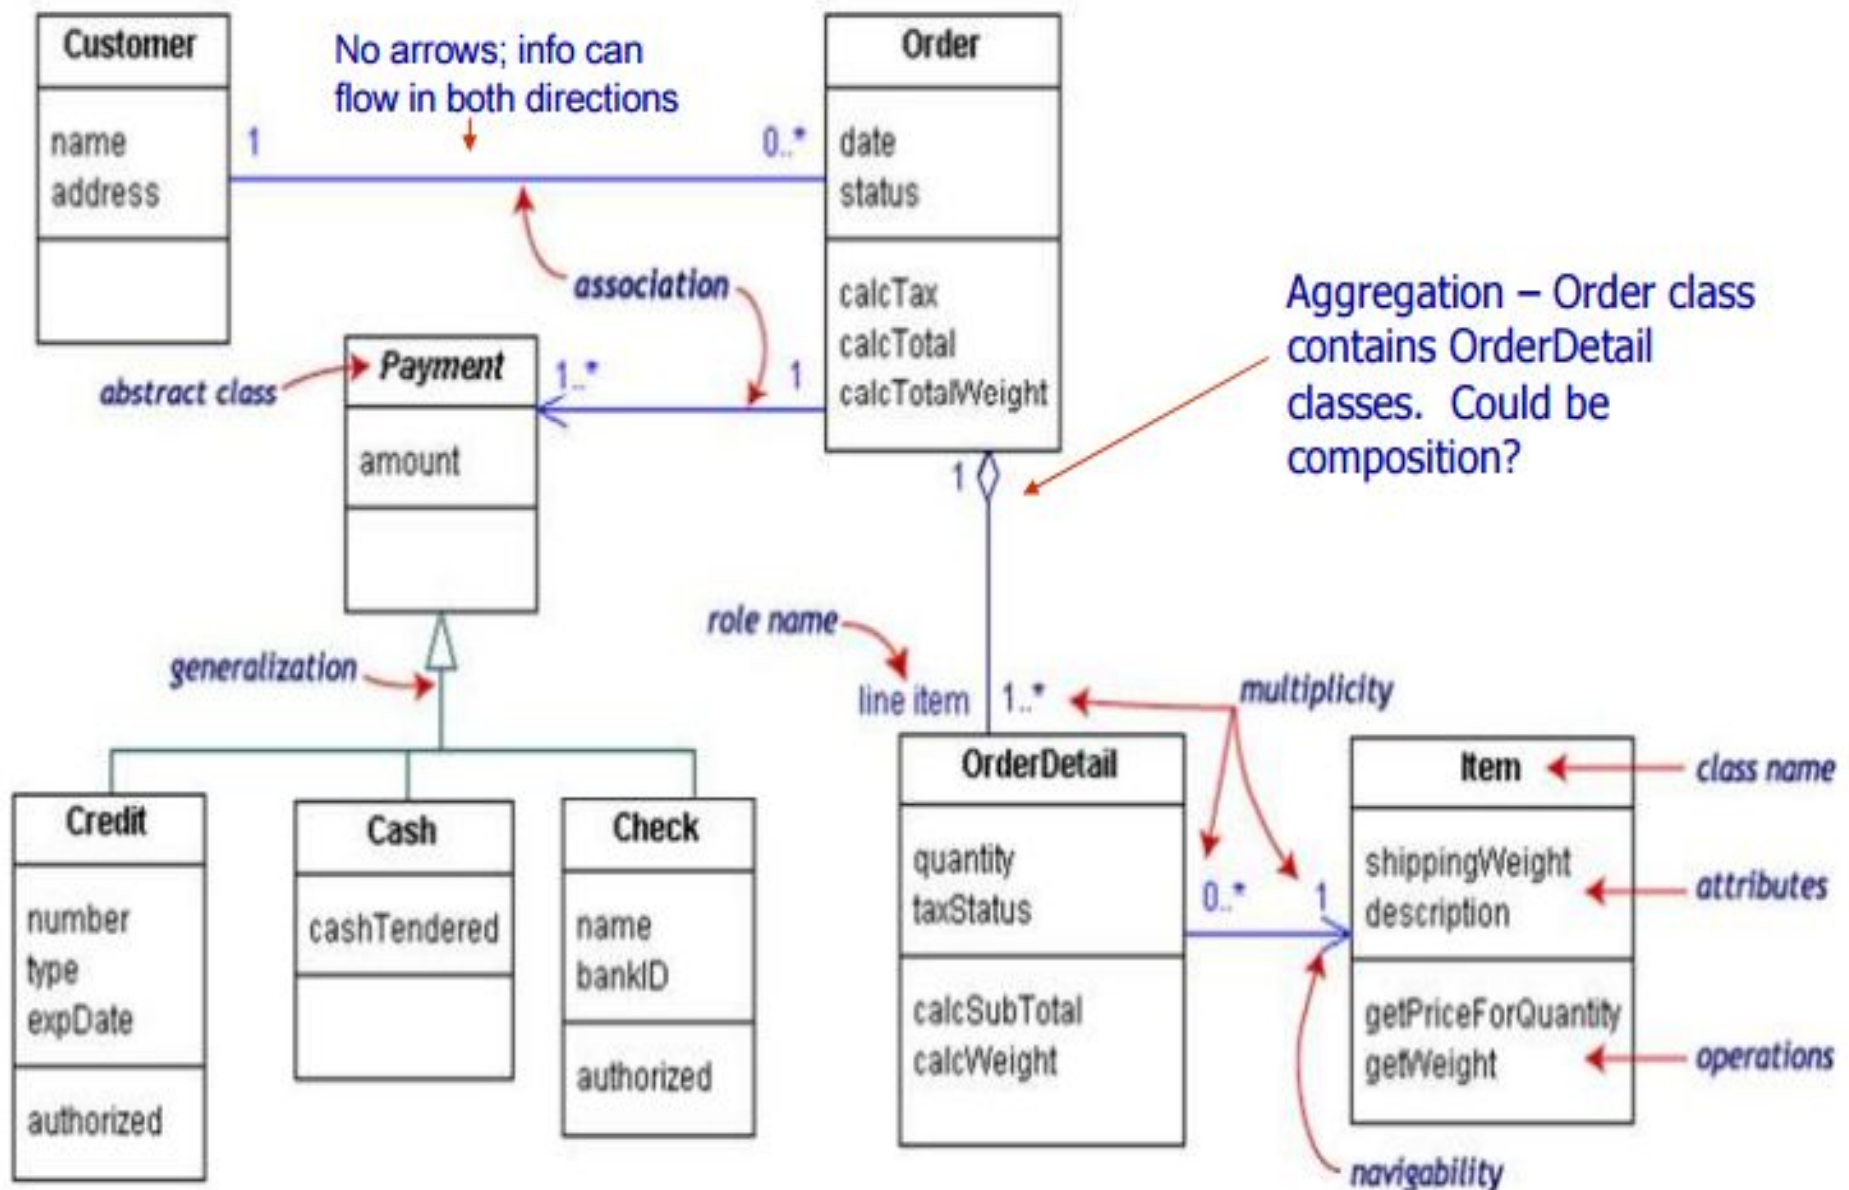 Customer
name
address
No arrows; info can
flow in both directions
1
0..*
Order
date
status
calcTax
calcTotal
calcTotalWeight
association
abstract class
Payment
amount
1..*
1
Aggregation – Order class
contains OrderDetail
classes. Could be
composition?
1
role name
line item
1..*
multiplicity
generalization
Credit
number
type
expDate
authorized
Cash
cashTendered
Check
name
bankID
authorized
OrderDetail
quantity
taxStatus
calcSubTotal
calcWeight
0..*
1
Item
shippingWeight
description
getPriceForQuantity
getWeight
class name
attributes
operations
navigability